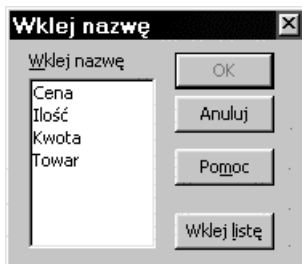 Wklej nazwę
Wklej nazwę
Cena
Ilość
Kwota
Towar
OK
Anuluj
Pomoc
Wklej listę